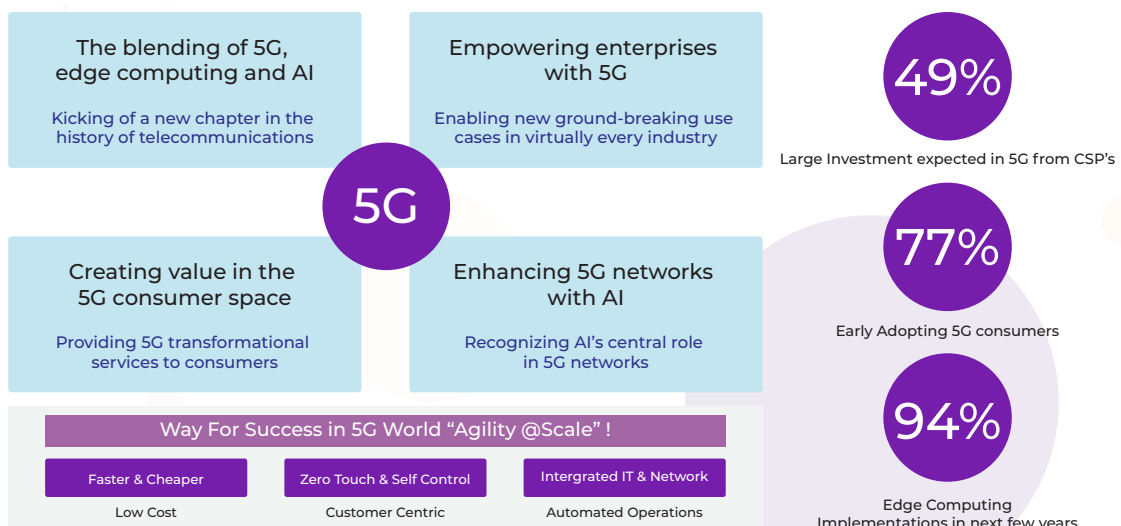 The blending of 5G,
edge computing and AI
Kicking of a new chapter in the
history of telecommunications
Empowering enterprises
with 5G
Enabling new ground-breaking use
cases in virtually every industry
5G
Creating value in the
5G consumer space
Providing 5G transformational
services to consumers
Enhancing 5G networks
with AI
Recognizing AI's central role
in 5G networks
Way For Success in 5G World “Agility @Scale” !
Faster & Cheaper
Low Cost
Zero Touch & Self Control
Customer Centric
Intergrated IT & Network
Automated Operations
49%
Large Investment expected in 5G from CSP's
77%
Early Adopting 5G consumers
94%
Edge Computing
Implementations in next few years